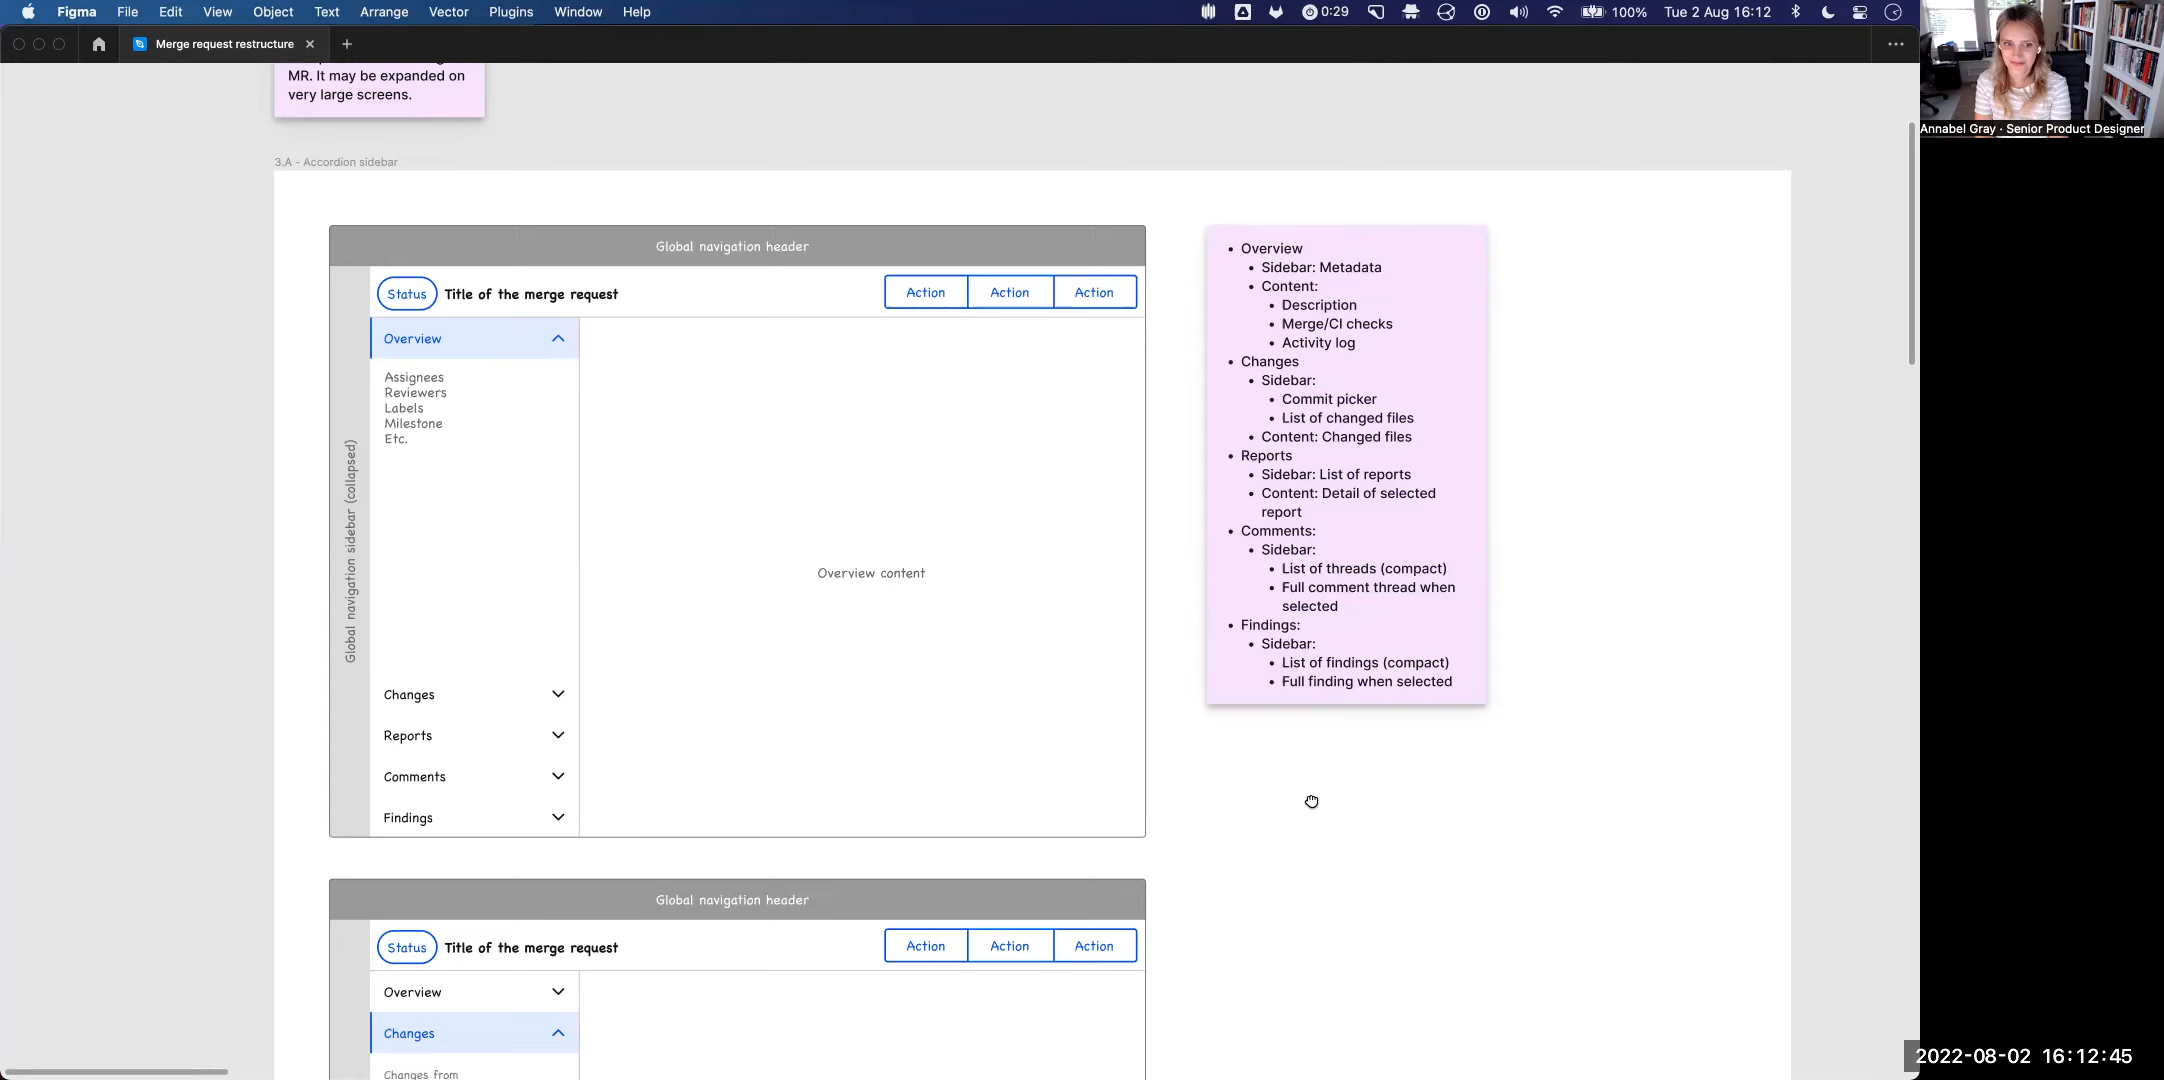 Figma File Edit View Object Text Arrange Vector Plugins Window Help 0:29 100% Tue 2 Aug 16:12
Merge request restructure
MR. It may be expanded on
very large screens.
Annabel Gray · Senior Product Designer
3.A - Accordion sidebar
Global navigation header
Status Title of the merge request Action Action Action
Overview
Assignees
Reviewers
Labels
Milestone
Etc.
Global navigation sidebar (collapsed)
Overview content
Changes
Reports
Comments
Findings
• Overview
• Sidebar: Metadata
• Content:
• Description
• Merge/CI checks
• Activity log
• Changes
• Sidebar:
• Commit picker
• List of changed files
• Content: Changed files
• Reports
• Sidebar: List of reports
• Content: Detail of selected
report
• Comments:
• Sidebar:
• List of threads (compact)
• Full comment thread when
selected
• Findings:
• Sidebar:
• List of findings (compact)
• Full finding when selected
Global navigation header
Status Title of the merge request Action Action Action
Overview
Changes
Changes from
2022-08-02 16:12:45